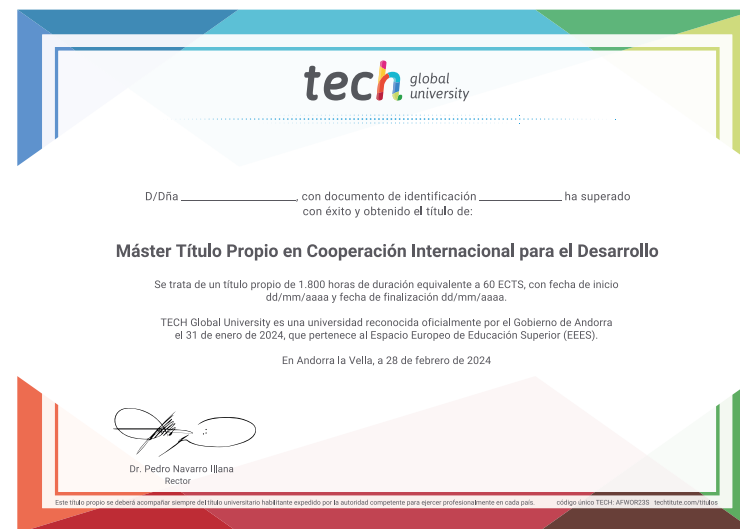 tech global
university
D/Dña ____________________, con documento de identificación ______________ ha superado
con éxito y obtenido el título de:
Máster Título Propio en Cooperación Internacional para el Desarrollo
Se trata de un título propio de 1.800 horas de duración equivalente a 60 ECTS, con fecha de inicio
dd/mm/aaaa y fecha de finalización dd/mm/aaaa.
TECH Global University es una universidad reconocida oficialmente por el Gobierno de Andorra
el 31 de enero de 2024, que pertenece al Espacio Europeo de Educación Superior (EEES).
En Andorra la Vella, a 28 de febrero de 2024
Dr. Pedro Navarro Illana
Rector
Este título propio se deberá acompañar siempre del título universitario habilitante expedido por la autoridad competente para ejercer profesionalmente en cada país. código único TECH: AFWOR23S techtitute.com/titulos